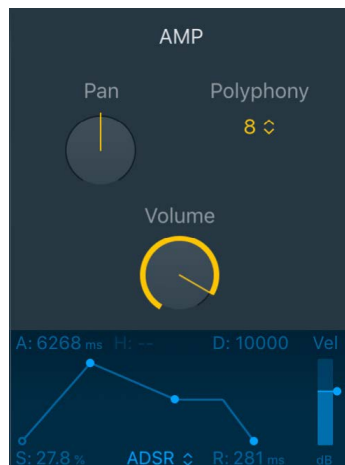 AMP
Pan Polyphony
8
Volume
A: 6268 ms H: -- D: 10000 Vel
S: 27.8 % ADSR R: 281 ms dB